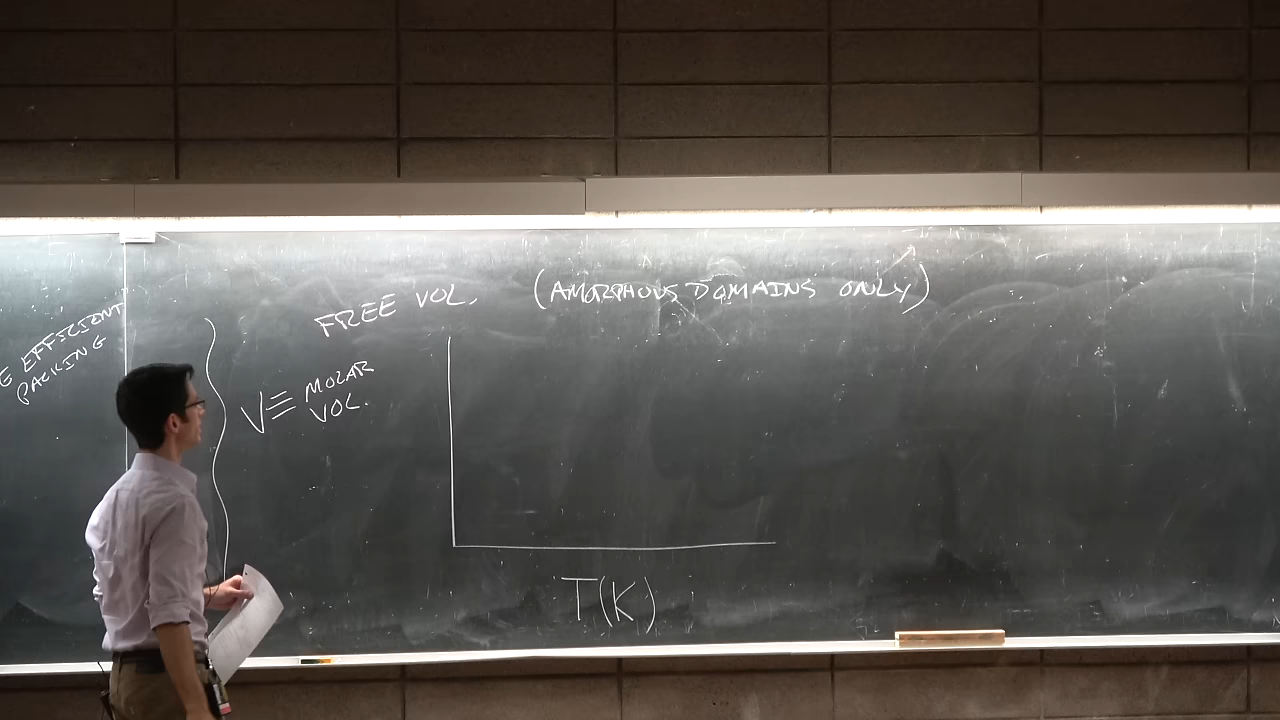 EFFICIENT
PACKING
FREE VOL. (AMORPHOUS DOMAINS ONLY)
V≡ MOLAR
VOL.
T(K)